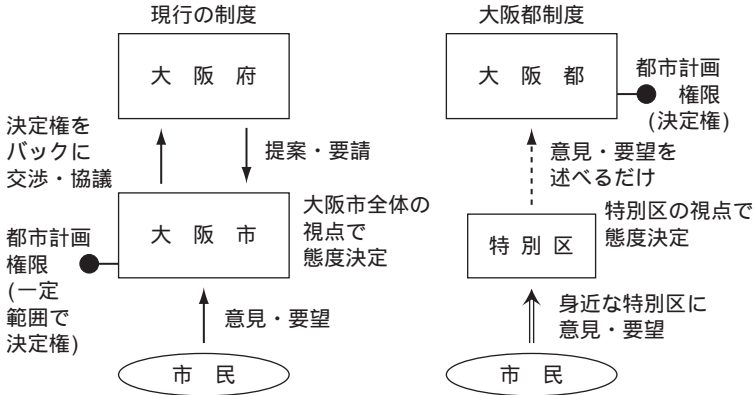 現行の制度
大阪府
決定権を
バックに
交渉・協議
提案・要請
大阪市
大阪市全体の
視点で
態度決定
都市計画
権限
(一定
範囲で
決定権)
意見・要望
市民
大阪都制度
大阪都
都市計画
権限
(決定権)
意見・要望を
述べるだけ
特別区
特別区の視点で
態度決定
身近な特別区に
意見・要望
市民